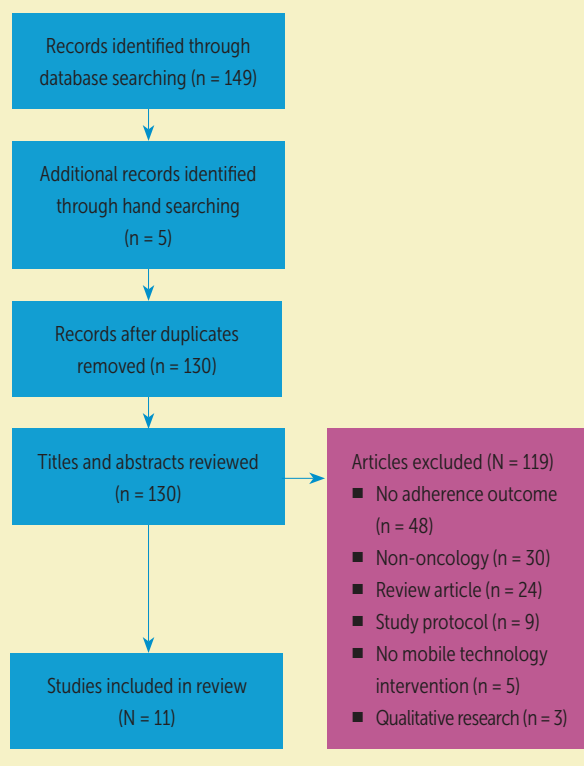 Records identified through
database searching (n = 149)
Additional records identified
through hand searching
(n = 5)
Records after duplicates
removed (n = 130)
Titles and abstracts reviewed
(n = 130)
Articles excluded (N = 119)
■ No adherence outcome
(n = 48)
■ Non-oncology (n = 30)
■ Review article (n = 24)
■ Study protocol (n = 9)
■ No mobile technology
intervention (n = 5)
■ Qualitative research (n = 3)
Studies included in review
(N = 11)